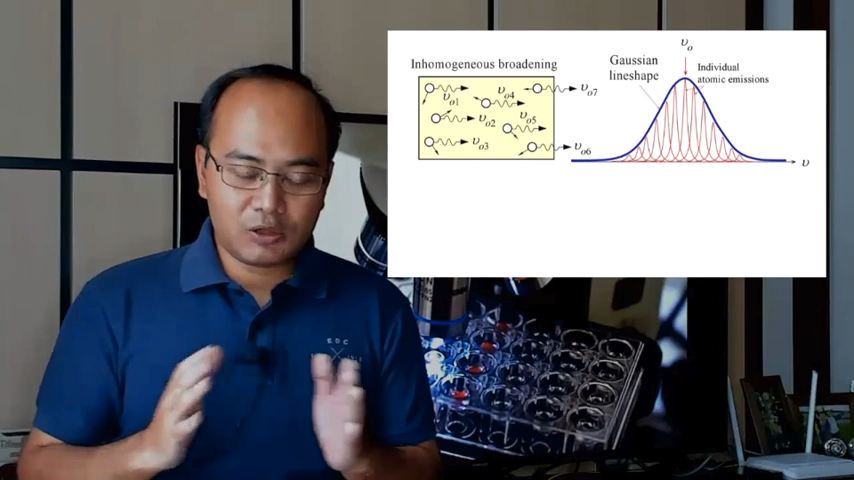 Inhomogeneous broadening
υo1
υo4
υo7
υo2
υo5
υo3
υo6
Gaussian
lineshape
υo
Individual
atomic emissions
υ
E D C